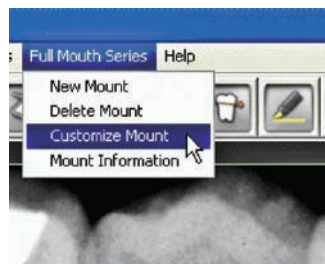 Full Mouth Series Help
New Mount
Delete Mount
Customize Mount
Mount Information